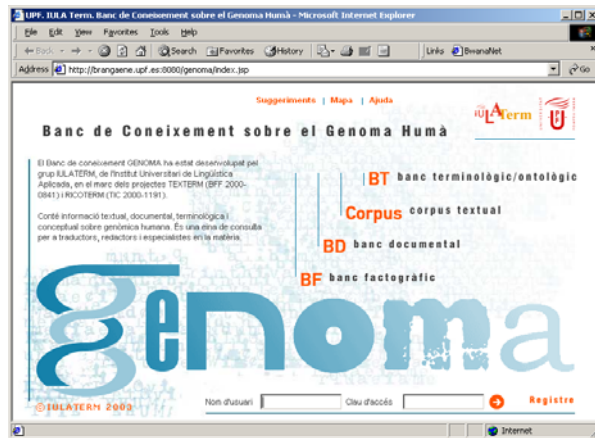 UPF. IULA Term. Banc de Coneixement sobre el Genoma Humà - Microsoft Internet Explorer
File Edit View Favorites Tools Help
Back Search Favorites History Links BwanaNet
Address http://brangaene.upf.es:8080/genoma/index.jsp Go
Suggeriments | Mapa | Ajuda
IULATerm
Banc de Coneixement sobre el Genoma Humà
El Banc de coneixement GENOMA ha estat desenvolupat pel
grup IULATERM, de l'Institut Universitari de Lingüística
Aplicada, en el marc dels projectes TEXTERM (BFF 2000-
0841) i RICOTERM (TIC 2000-1191).
Conté informació textual, documental, terminològica i
conceptual sobre genòmica humana. És una eina de consulta
per a traductors, redactors i especialistes en la matèria.
BT banc terminològic/ontològic
Corpus corpus textual
BD banc documental
BF banc factogràfic
genoma
Nom d'usuari Clau d'accés Registre
©IULATERM 2003
Internet